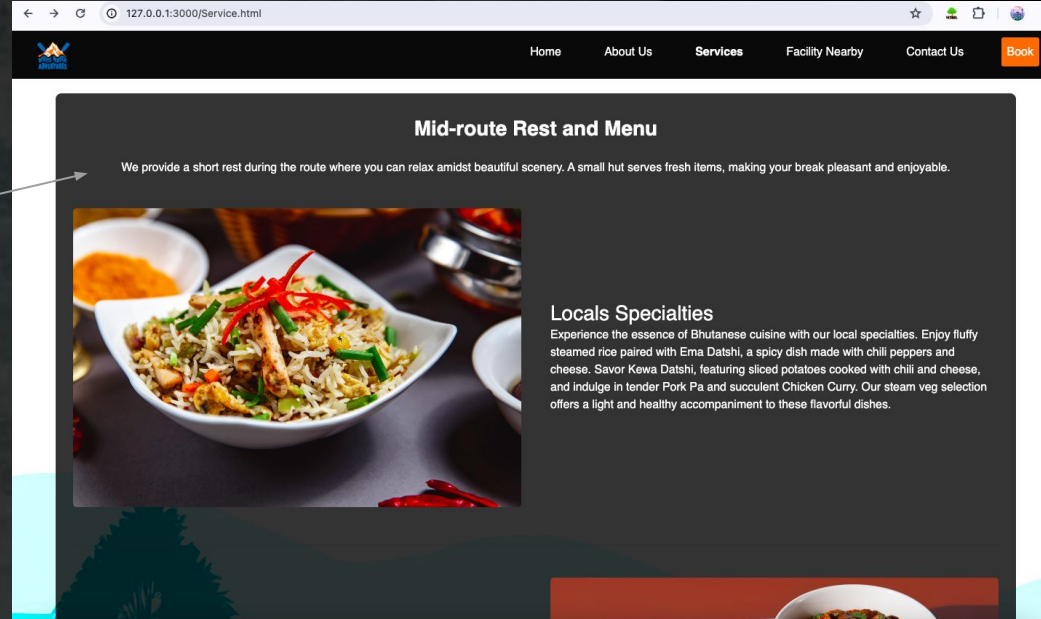 127.0.0.1:3000/Service.html
Home About Us Services Facility Nearby Contact Us Book
Mid-route Rest and Menu
We provide a short rest during the route where you can relax amidst beautiful scenery. A small hut serves fresh items, making your break pleasant and enjoyable.
Locals Specialties
Experience the essence of Bhutanese cuisine with our local specialties. Enjoy fluffy
steamed rice paired with Ema Datshi, a spicy dish made with chili peppers and
cheese. Savor Kewa Datshi, featuring sliced potatoes cooked with chili and cheese,
and indulge in tender Pork Pa and succulent Chicken Curry. Our steam veg selection
offers a light and healthy accompaniment to these flavorful dishes.